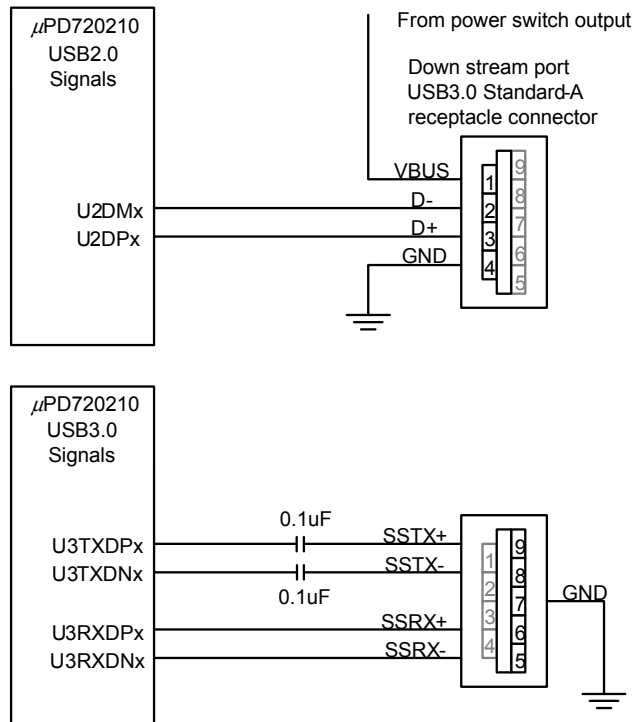 µPD720210
USB2.0
Signals
From power switch output
Down stream port
USB3.0 Standard-A
receptacle connector
VBUS
D-
D+
GND
U2DMx
U2DPx
1
2
3
4
9
8
7
6
5
µPD720210
USB3.0
Signals
0.1uF
0.1uF
U3TXDPx
U3TXDNx
U3RXDPx
U3RXDNx
SSTX+
SSTX-
SSRX+
SSRX-
1
2
3
4
9
8
7
6
5
GND